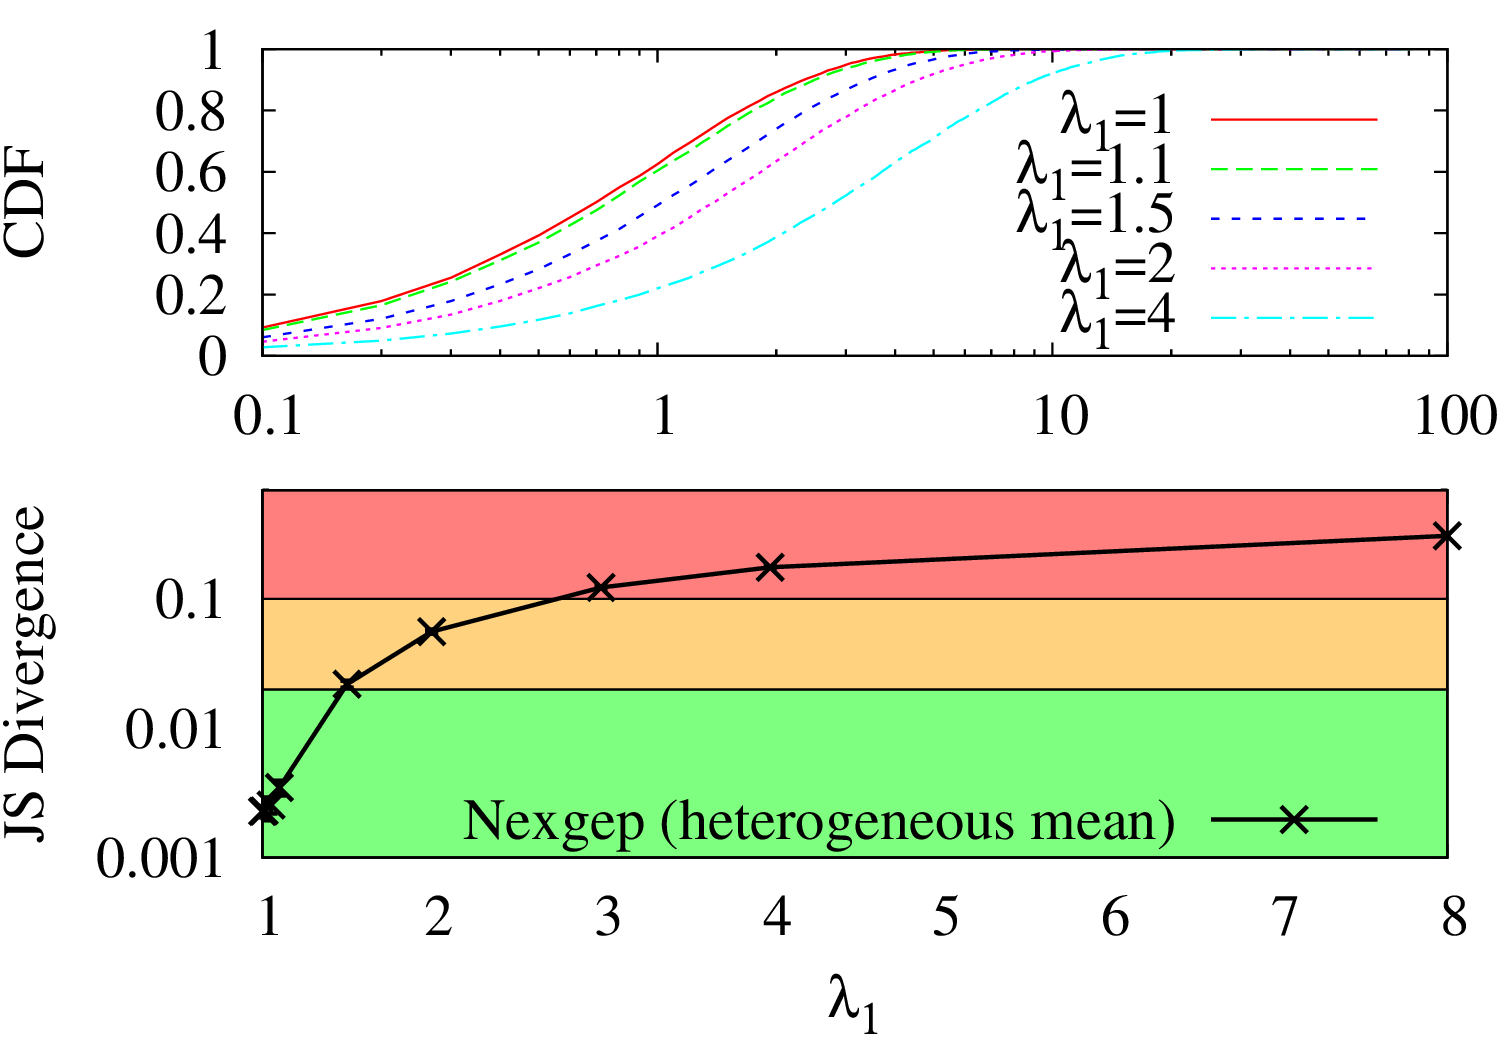 CDF
1
0.8
0.6
0.4
0.2
0
λ1=1
λ1=1.1
λ1=1.5
λ1=2
λ1=4
0.1 1 10 100
JS Divergence
0.1
0.01
0.001
Nexgep (heterogeneous mean)
1 2 3 4 5 6 7 8
λ1